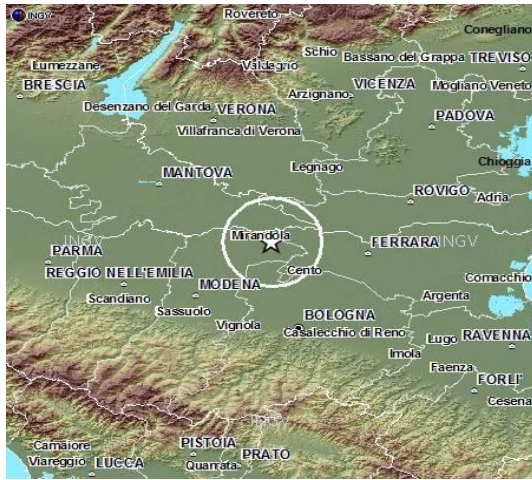 INGV
Rovereto
Conegliano
Lumezzane
Schio
Bassano del Grappa
TREVISO
Valdagno
BRESCIA
VICENZA
Mogliano Veneto
Arzignano
Desenzano del Garda
VERONA
PADOVA
Villafranca di Verona
Chioggia
Legnago
MANTOVA
ROVIGO
Adria
Mirandola
INGV
FERRARA
INGV
PARMA
REGGIO NELL'EMILIA
Cento
Comacchio
MODENA
Scandiano
Argenta
Sassuolo
BOLOGNA
Vignola
Casalecchio di Reno
Lugo
RAVENNA
Imola
Faenza
FORLI'
Cesena
INGV
Camaiore
PISTOIA
Viareggio
LUCCA
Quarrata
PRATO